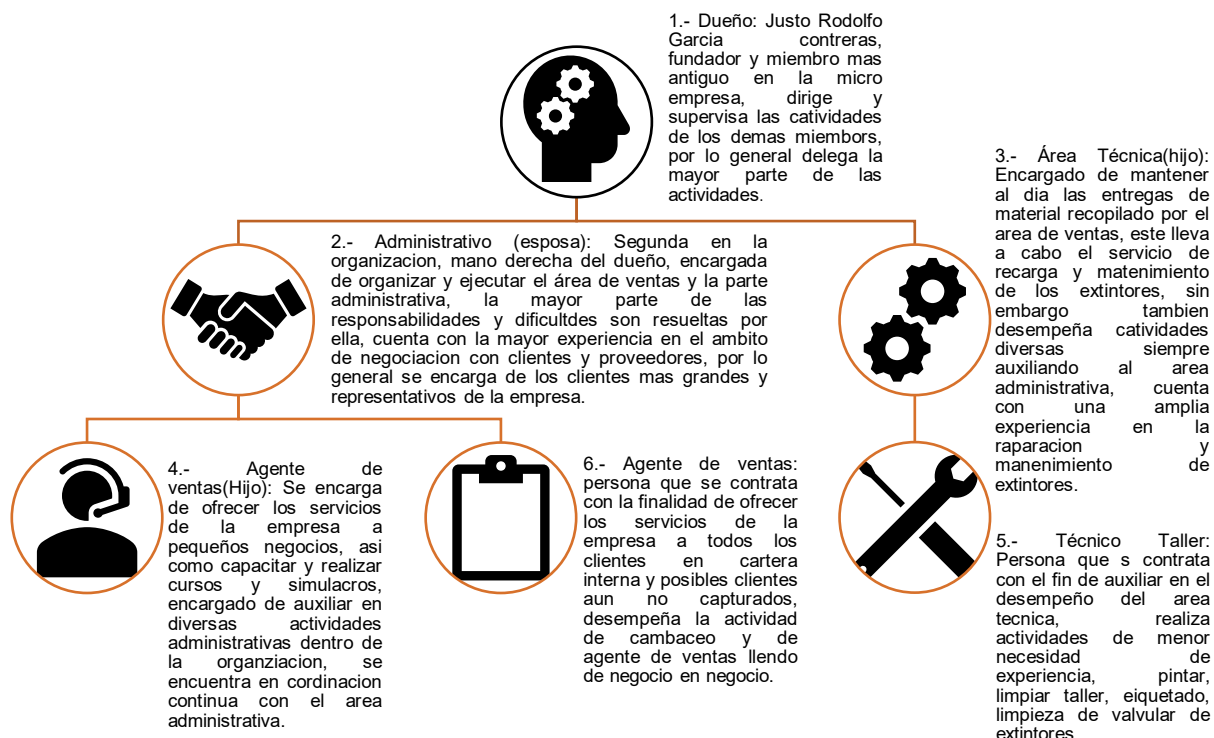 1.- Dueño: Justo Rodolfo
Garcia contreras,
fundador y miembro mas
antiguo en la micro
empresa, dirige y
supervisa las catividades
de los demas miembors,
por lo general delega la
mayor parte de las
actividades.
2.- Administrativo (esposa): Segunda en la
organizacion, mano derecha del dueño, encargada
de organizar y ejecutar el área de ventas y la parte
administrativa, la mayor parte de las
responsabilidades y dificultdes son resueltas por
ella, cuenta con la mayor experiencia en el ambito
de negociacion con clientes y proveedores, por lo
general se encarga de los clientes mas grandes y
representativos de la empresa.
3.- Área Técnica(hijo):
Encargado de mantener
al dia las entregas de
material recopilado por el
area de ventas, este lleva
a cabo el servicio de
recarga y matenimiento
de los extintores, sin
embargo tambien
desempeña catividades
diversas siempre
auxiliando al area
administrativa, cuenta
con una amplia
experiencia en la
raparacion y
manenimiento de
extintores.
4.- Agente de
ventas(Hijo): Se encarga
de ofrecer los servicios
de la empresa a
pequeños negocios, asi
como capacitar y realizar
cursos y simulacros,
encargado de auxiliar en
diversas actividades
administrativas dentro de
la organziacion, se
encuentra en cordinacion
continua con el area
administrativa.
6.- Agente de ventas:
persona que se contrata
con la finalidad de ofrecer
los servicios de la
empresa a todos los
clientes en cartera
interna y posibles clientes
aun no capturados,
desempeña la actividad
de cambaceo y de
agente de ventas llendo
de negocio en negocio.
5.- Técnico Taller:
Persona que s contrata
con el fin de auxiliar en el
desempeño del area
tecnica, realiza
actividades de menor
necesidad de
experiencia, pintar,
limpiar taller, eiquetado,
limpieza de valvular de
extintores